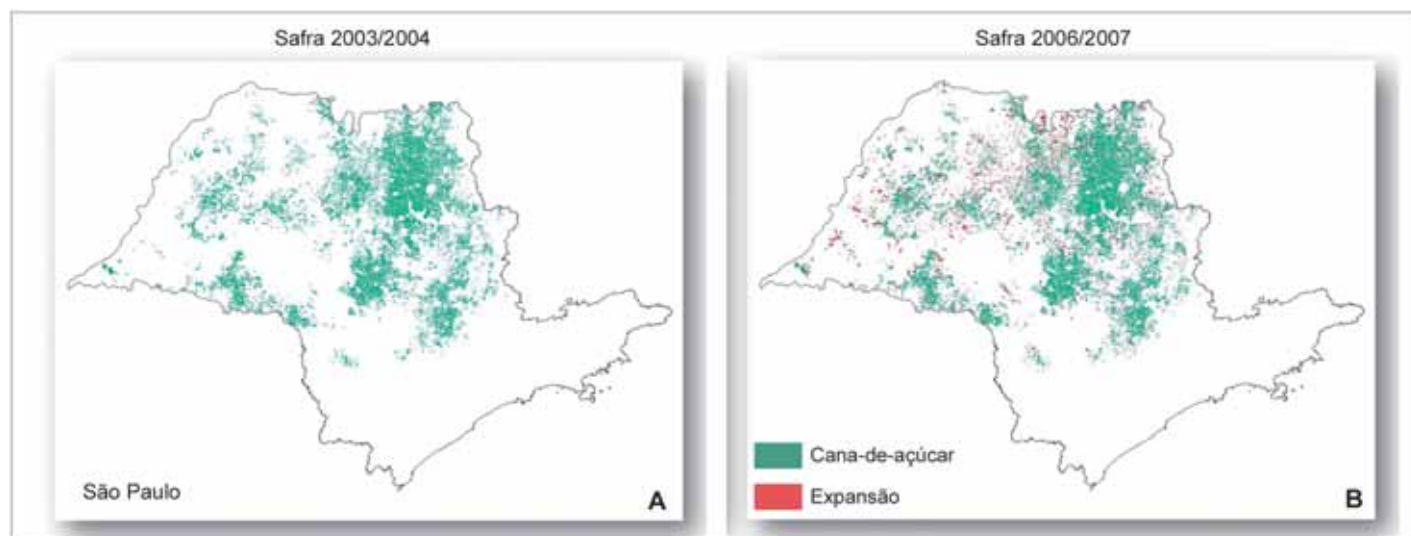 Safra 2003/2004
Safra 2006/2007
São Paulo
A
Cana-de-açúcar
Expansão
B